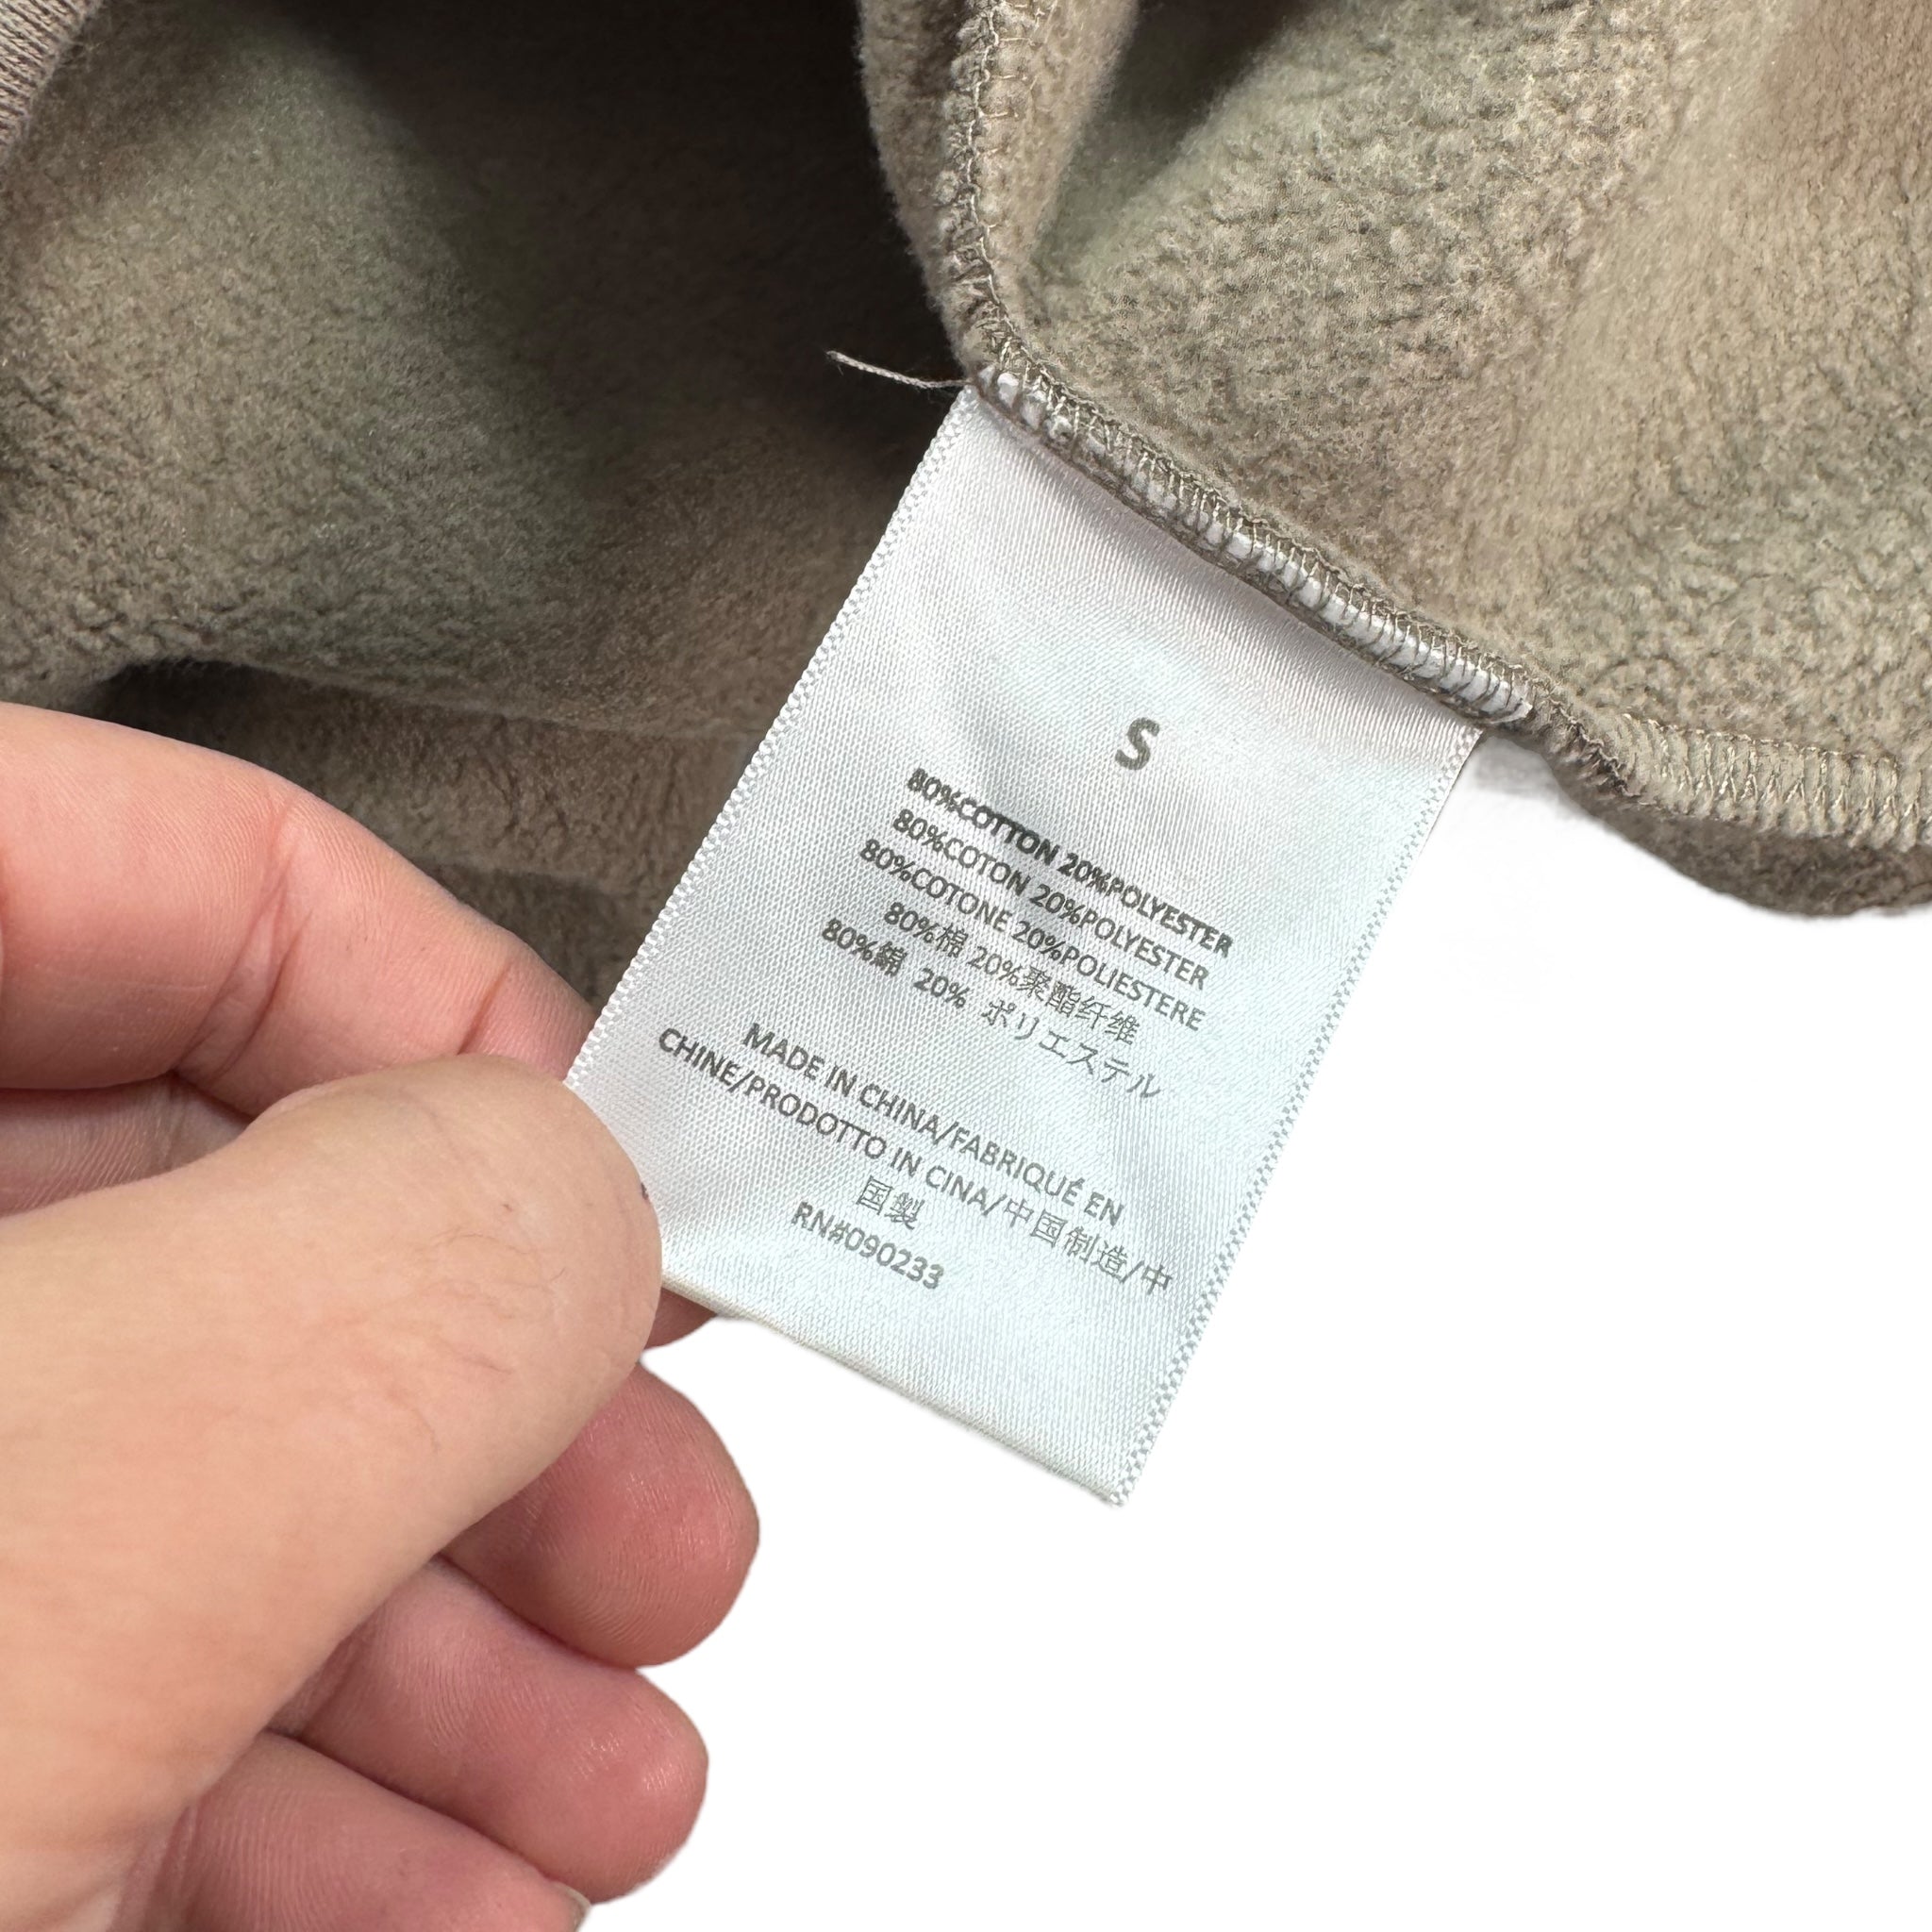 S
80%COTTON 20%POLYESTER
80%COTON 20%POLYESTER
80%COTONE 20%POLIESTERE
80%棉 20%聚酯纤维
80%綿 20% ポリエステル
MADE IN CHINA/FABRIQUÉ EN
CHINE/PRODOTTO IN CINA/中国制造/中
国製
RN#090233